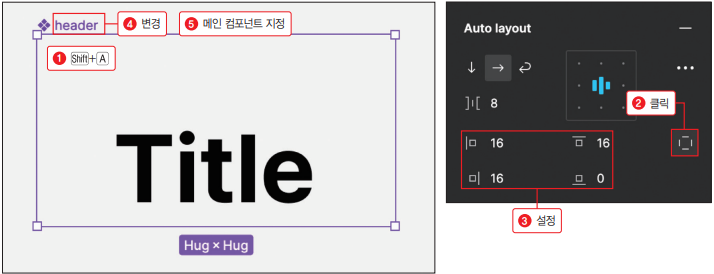 header
4 변경
5 메인 컴포넌트 지정
1 Shift+A
Title
Hug × Hug
Auto layout
8
2 클릭
16 16
16 0
3 설정